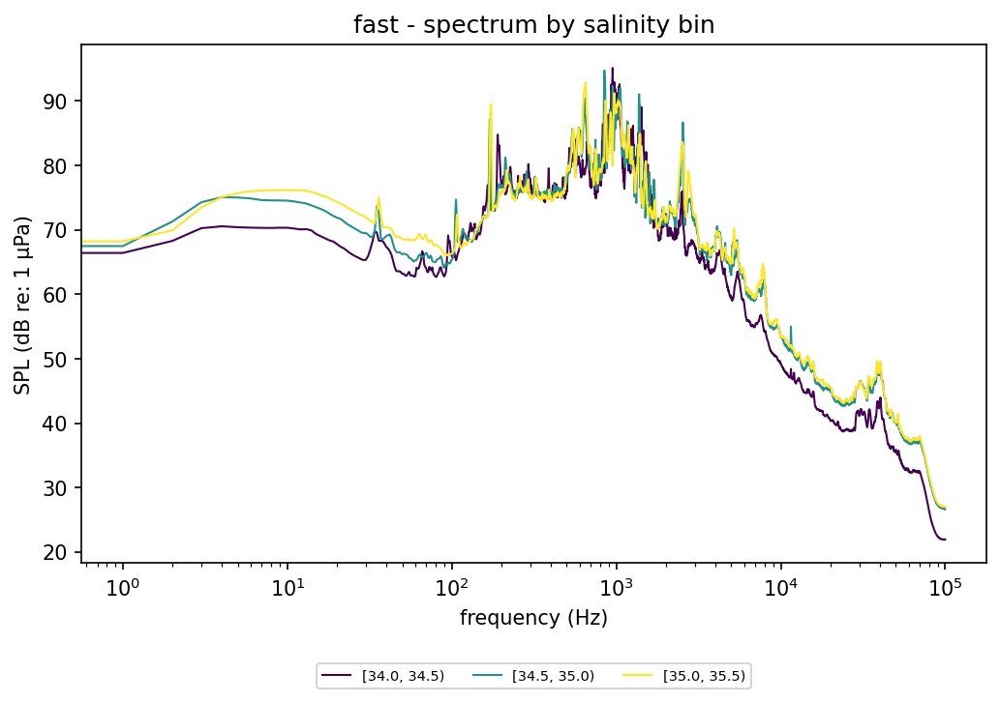 fast - spectrum by salinity bin
SPL (dB re: 1 μPa)
90
80
70
60
50
40
30
20
10⁰ 10¹ 10² 10³ 10⁴ 10⁵
frequency (Hz)
[34.0, 34.5) [34.5, 35.0) [35.0, 35.5)